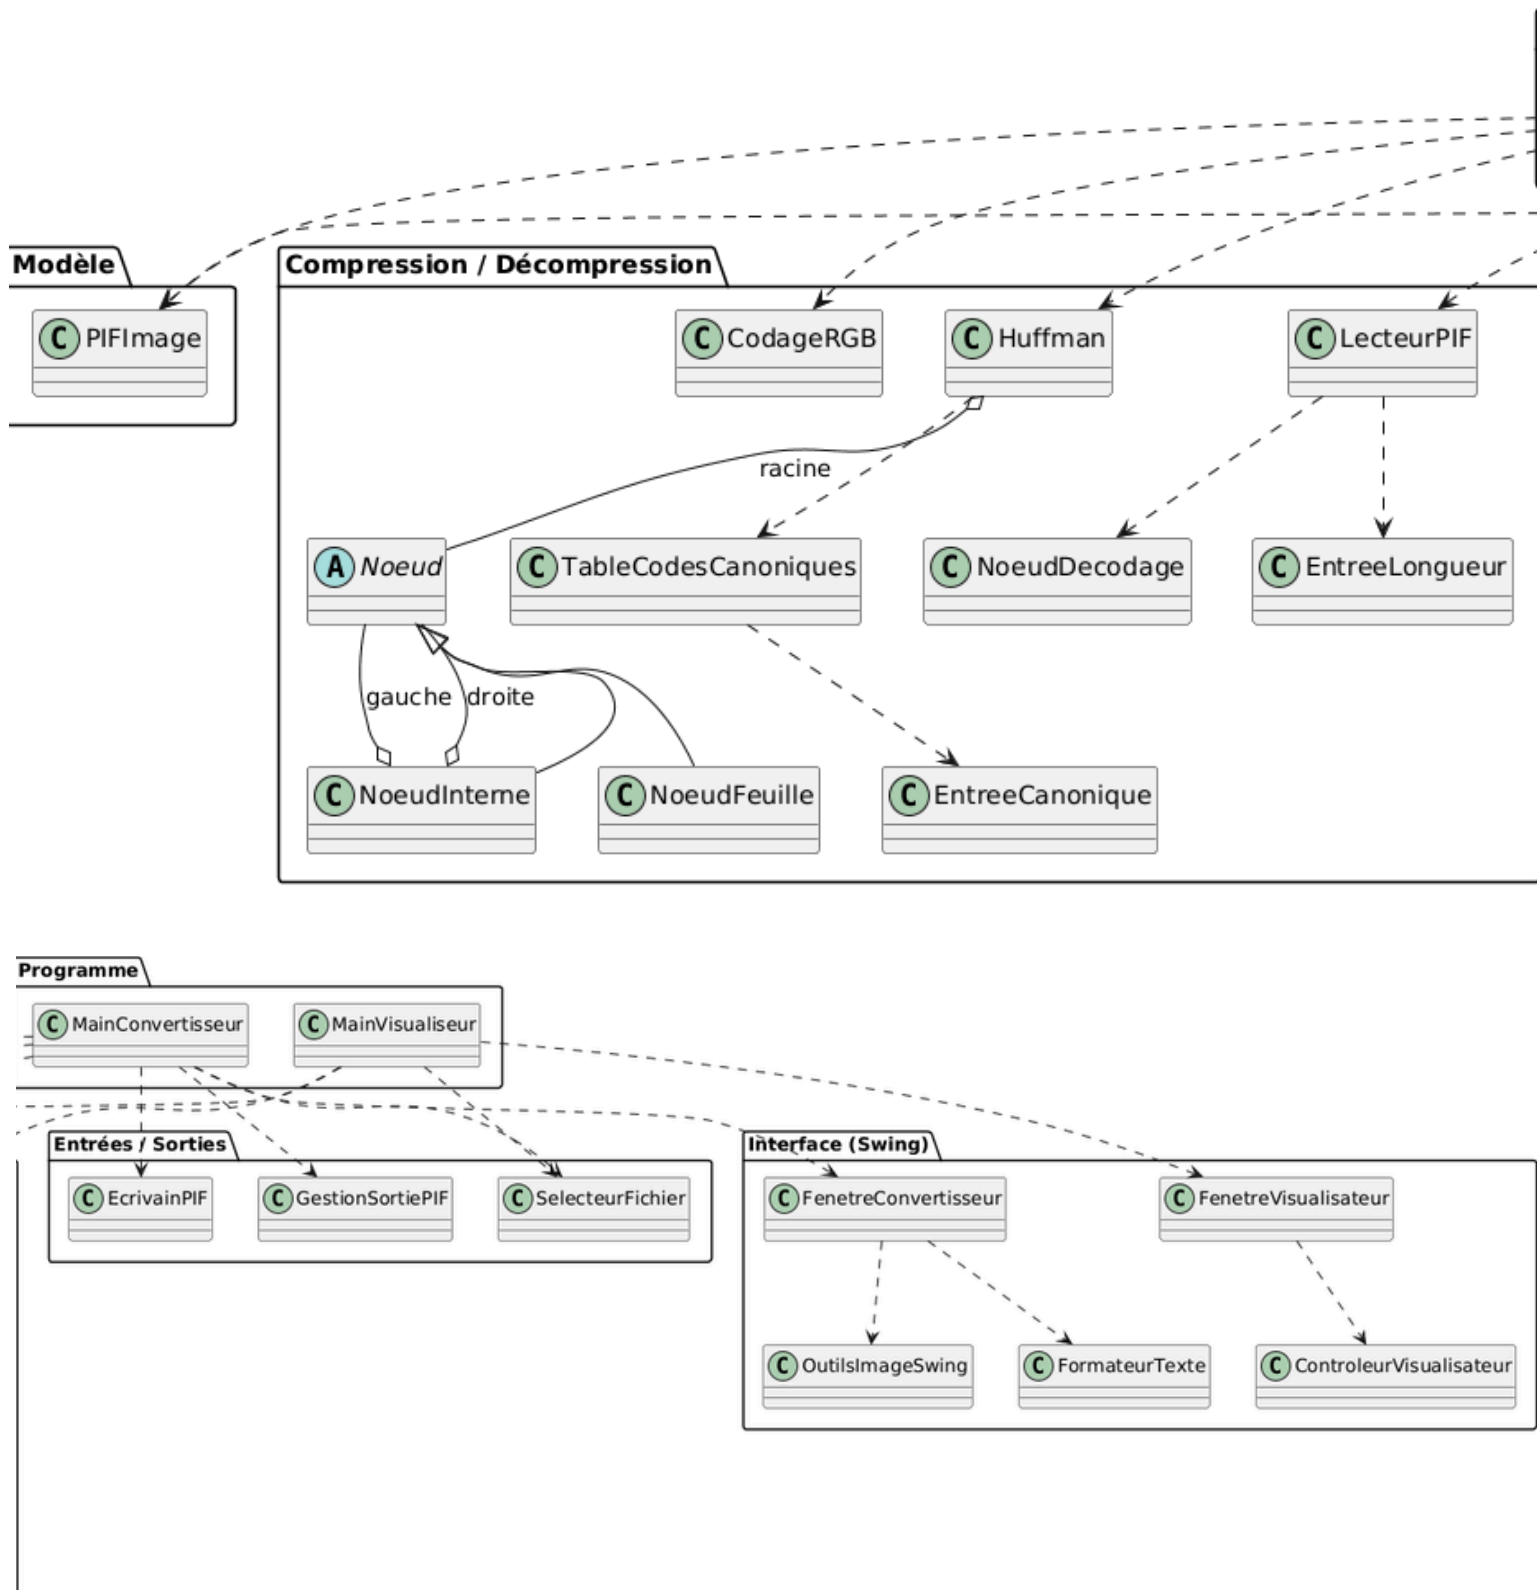 Modèle
Compression / Décompression
C PIFImage
C CodageRGB
C Huffman
C LecteurPIF
racine
A Noeud
C TableCodesCanoniques
C NoeudDecodage
C EntreeLongueur
gauche
droite
C NoeudInterne
C NoeudFeuille
C EntreeCanonique
Programme
C MainConvertisseur
C MainVisualiseur
Entrées / Sorties
Interface (Swing)
C EcrivainPIF
C GestionSortiePIF
C SelecteurFichier
C FenetreConvertisseur
C FenetreVisualisateur
C OutilsImageSwing
C FormateurTexte
C ControleurVisualisateur